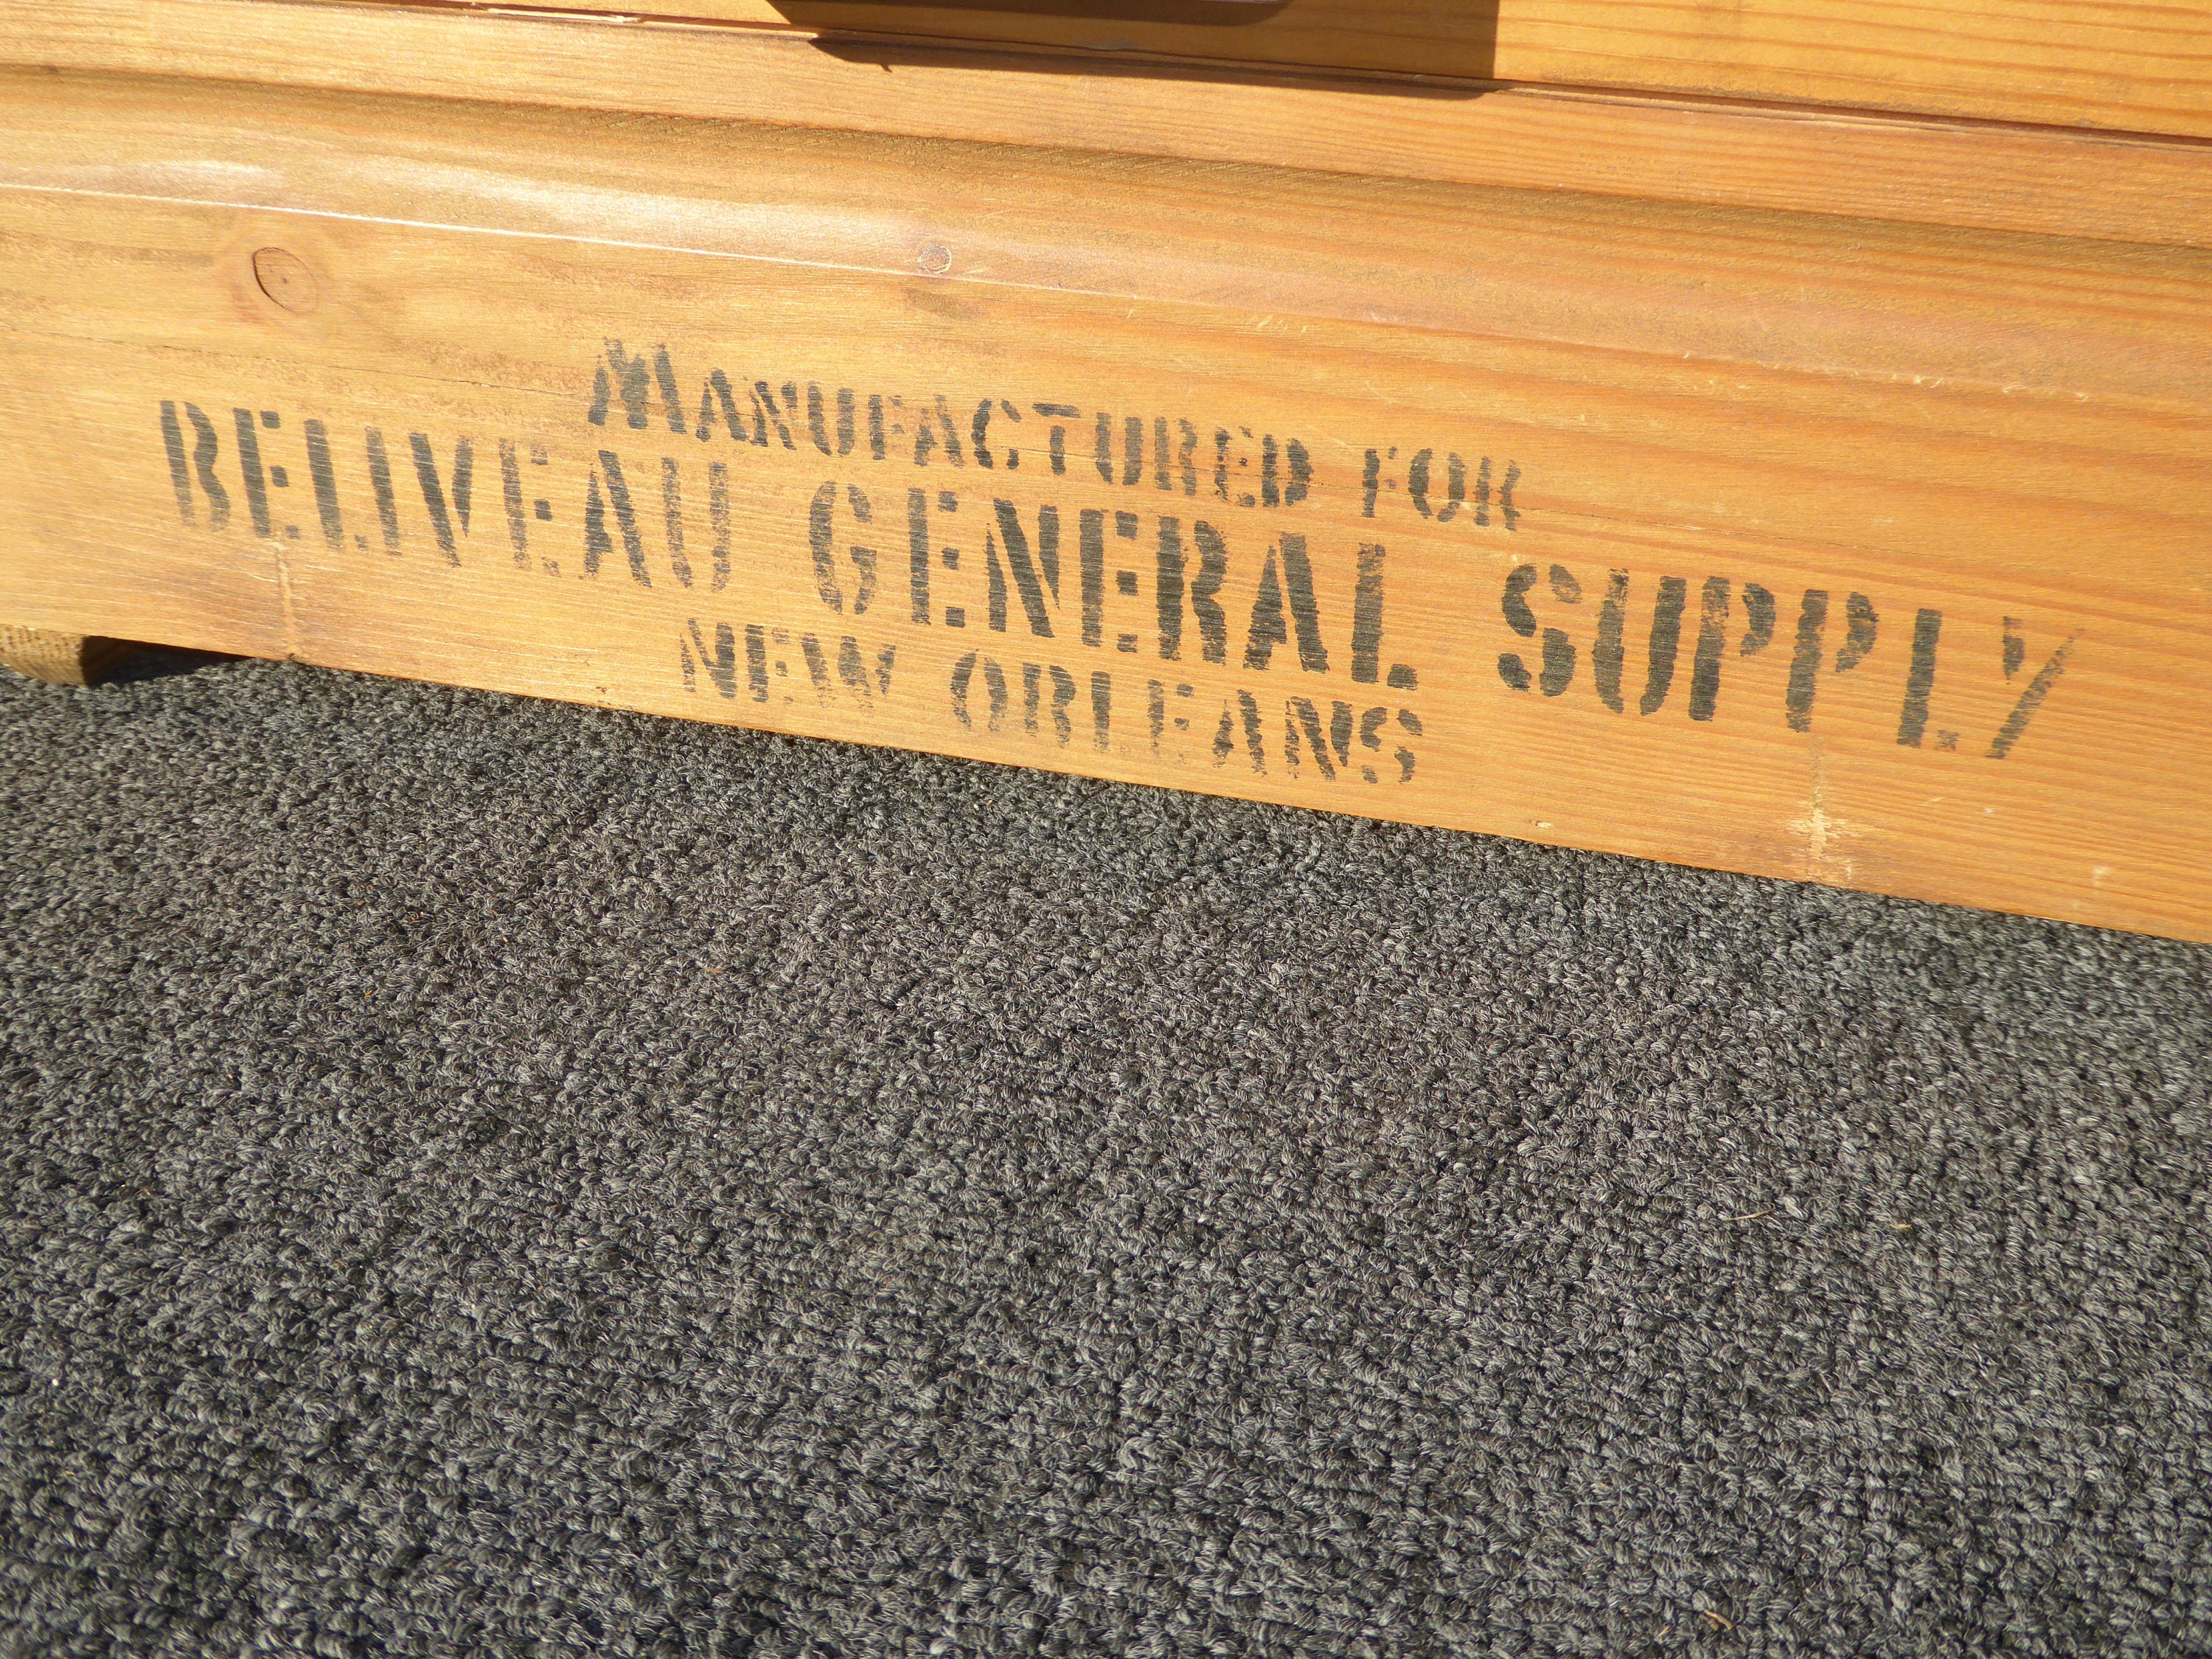 MANUFACTURED FOR
BELIVEAU GENERAL SUPPLY
NEW ORLEANS